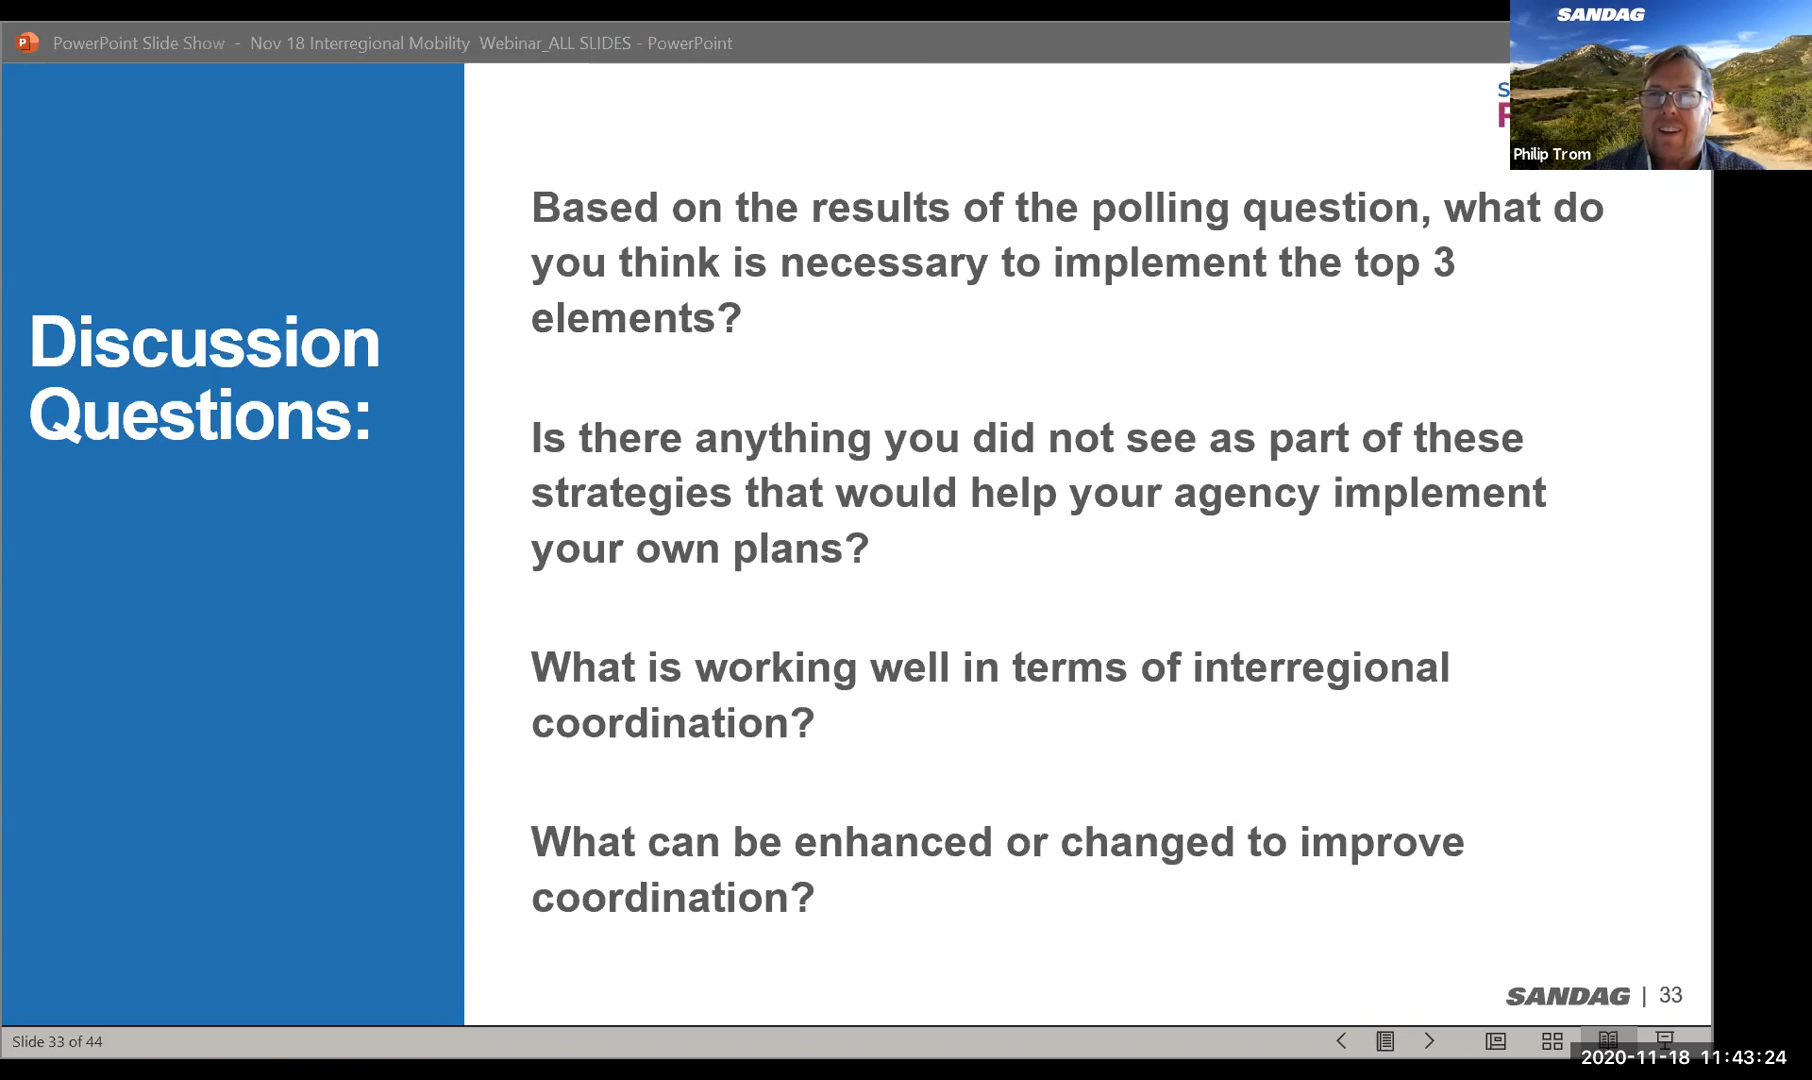 PowerPoint Slide Show - Nov 18 Interregional Mobility Webinar_ALL SLIDES - PowerPoint
SANDAG
Philip Trom
Discussion
Questions:
Based on the results of the polling question, what do
you think is necessary to implement the top 3
elements?
Is there anything you did not see as part of these
strategies that would help your agency implement
your own plans?
What is working well in terms of interregional
coordination?
What can be enhanced or changed to improve
coordination?
SANDAG | 33
Slide 33 of 44
2020-11-18 11:43:24